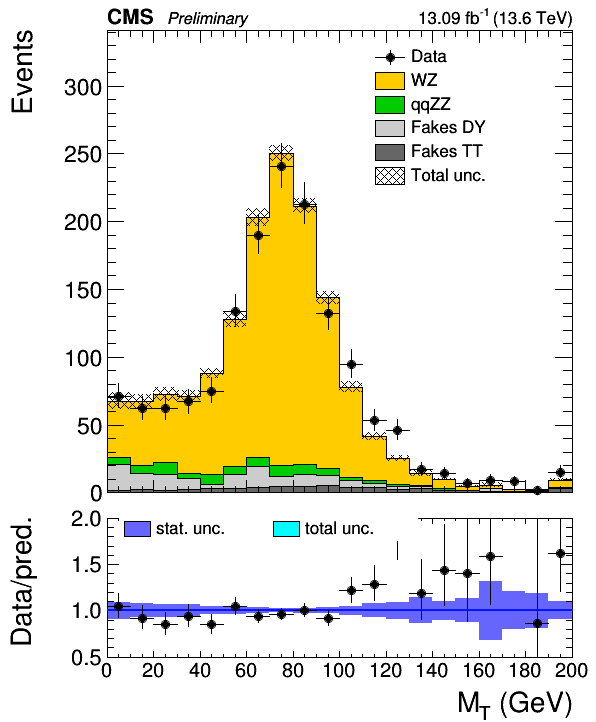 CMS Preliminary 13.09 fb⁻¹ (13.6 TeV)
Events
300
250
200
150
100
50
0
Data
WZ
qqZZ
Fakes DY
Fakes TT
Total unc.
Data/pred.
2.0
1.5
1.0
0.5
stat. unc.
total unc.
0 20 40 60 80 100 120 140 160 180 200
M_T (GeV)